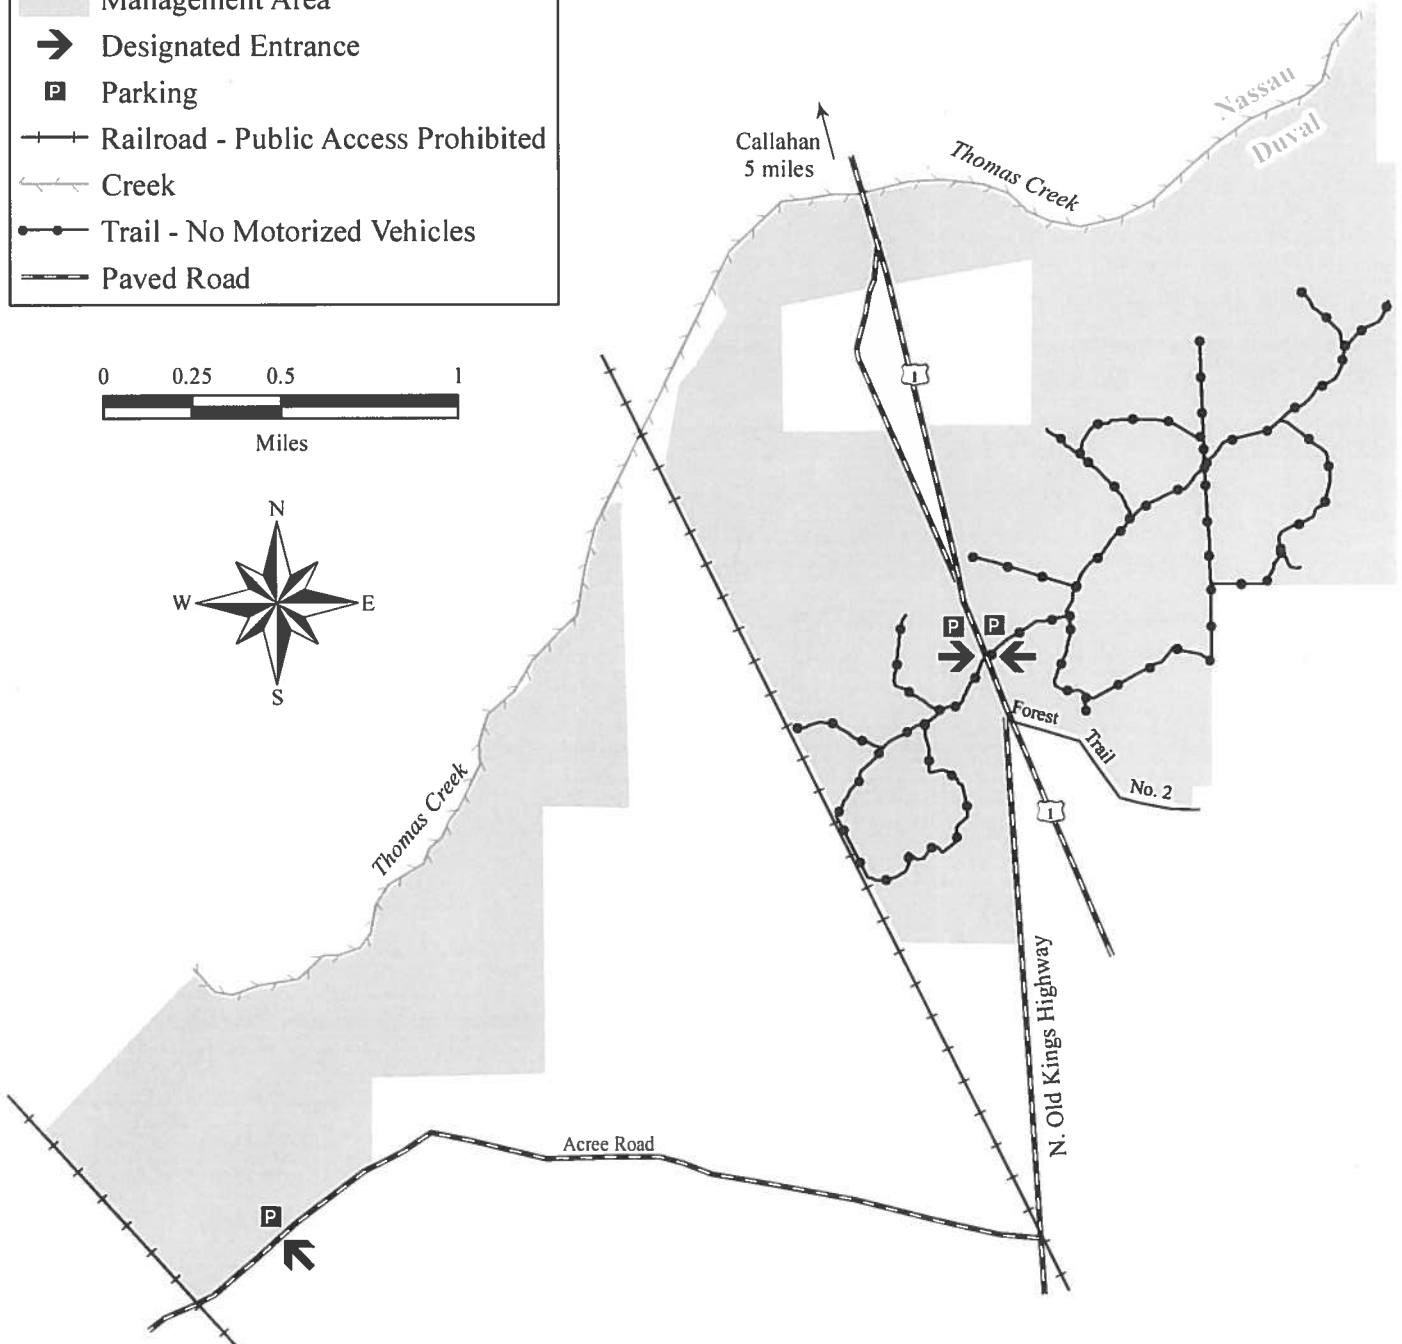 Management Area
Designated Entrance
P Parking
Railroad - Public Access Prohibited
Creek
Trail - No Motorized Vehicles
Paved Road
0 0.25 0.5 1
Miles
N
W E
S
Callahan
5 miles
Thomas Creek
Nassau
Duval
1
P P
Forest Trail No. 2
1
Thomas Creek
N. Old Kings Highway
Acree Road
P